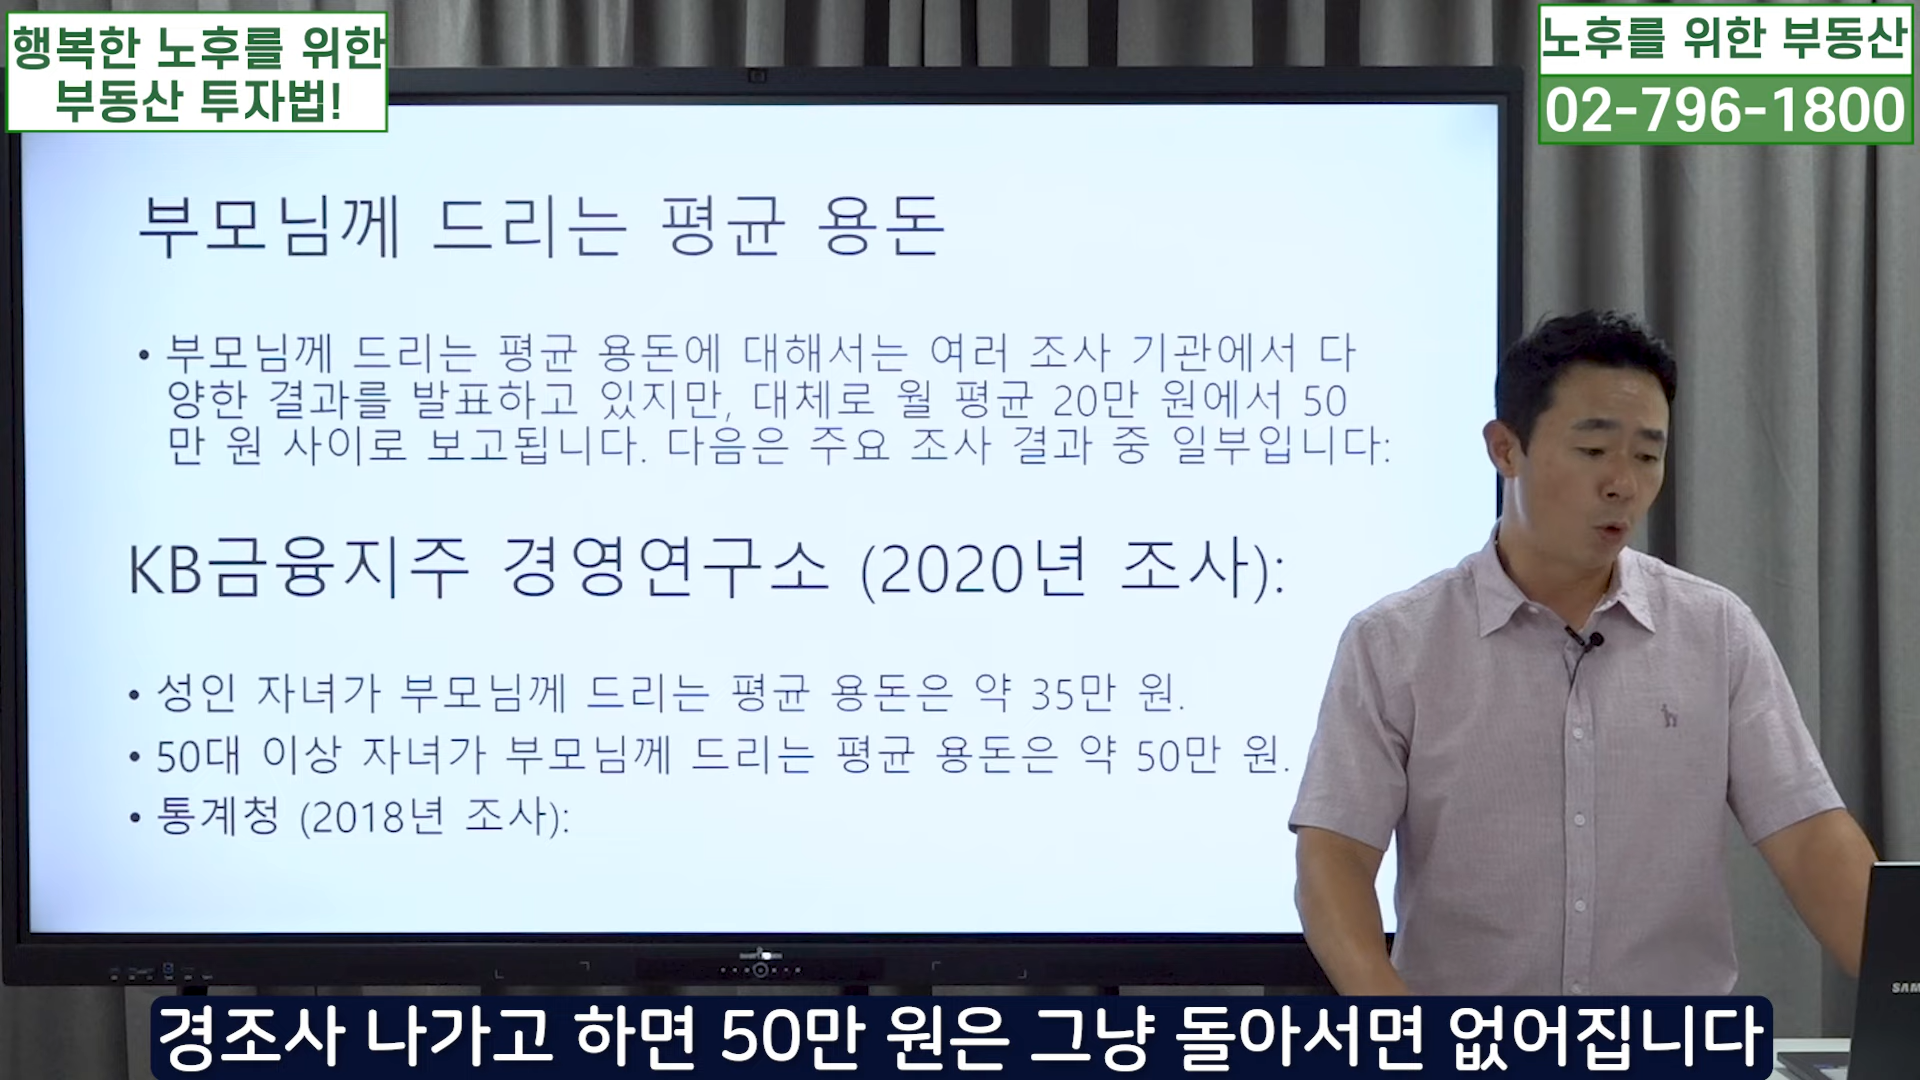 행복한 노후를 위한
부동산 투자법!
노후를 위한 부동산
02-796-1800
부모님께 드리는 평균 용돈
• 부모님께 드리는 평균 용돈에 대해서는 여러 조사 기관에서 다
양한 결과를 발표하고 있지만, 대체로 월 평균 20만 원에서 50
만 원 사이로 보고됩니다. 다음은 주요 조사 결과 중 일부입니다:
KB금융지주 경영연구소 (2020년 조사):
• 성인 자녀가 부모님께 드리는 평균 용돈은 약 35만 원.
• 50대 이상 자녀가 부모님께 드리는 평균 용돈은 약 50만 원.
• 통계청 (2018년 조사):
SAM
경조사 나가고 하면 50만 원은 그냥 돌아서면 없어집니다